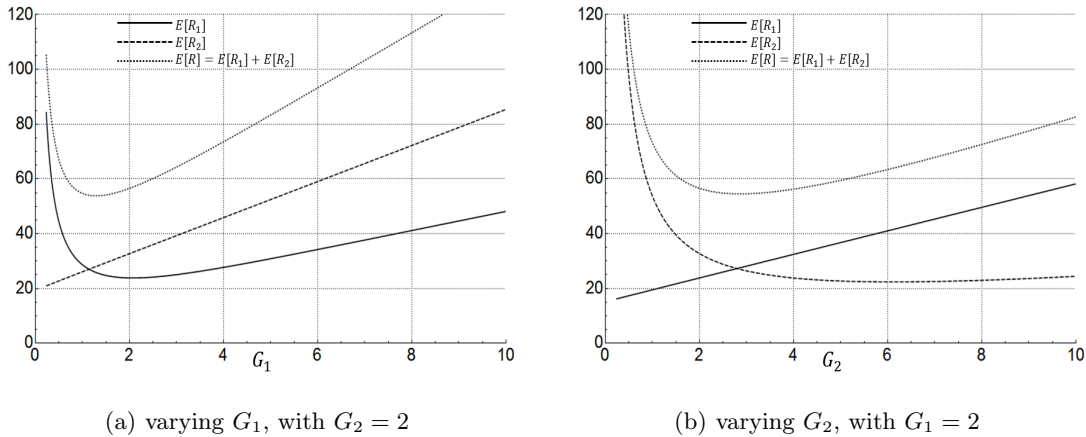 120
100
80
60
40
20
0
0 2 4 6 8 10
G₁
E[R₁]
E[R₂]
E[R] = E[R₁] + E[R₂]
(a) varying G₁, with G₂ = 2
120
100
80
60
40
20
0
0 2 4 6 8 10
G₂
E[R₁]
E[R₂]
E[R] = E[R₁] + E[R₂]
(b) varying G₂, with G₁ = 2